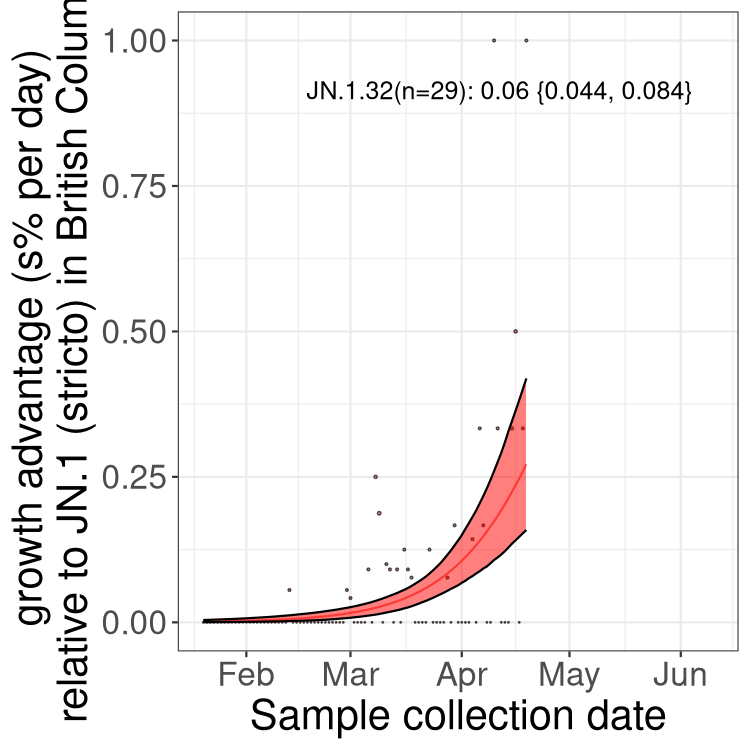 growth advantage (s% per day)
relative to JN.1 (stricto) in British Colum
1.00
0.75
0.50
0.25
0.00
JN.1.32(n=29): 0.06 {0.044, 0.084}
Feb Mar Apr May Jun
Sample collection date